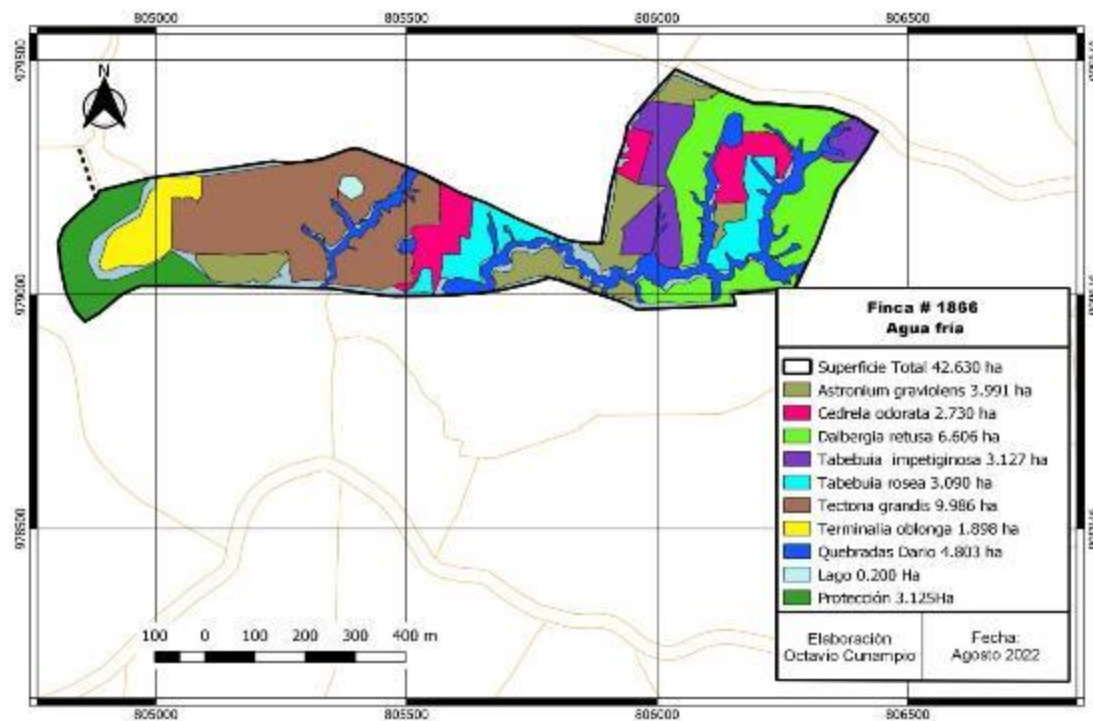 805000 805500 806000 806500
979500
979000
978500
N
Finca # 1866
Agua fría
Superficie Total 42.630 ha
Astronium graviolens 3.991 ha
Cedrela odorata 2.730 ha
Dalbergia retusa 6.606 ha
Tabebuia impetiginosa 3.127 ha
Tabebuia rosea 3.090 ha
Tectona grandis 9.986 ha
Terminalia oblonga 1.898 ha
Quebradas Dario 4.803 ha
Lago 0.200 Ha
Protección 3.125Ha
Elaboración
Octavio Cunampio
Fecha:
Agosto 2022
100 0 100 200 300 400 m
805000 805500 806000 806500